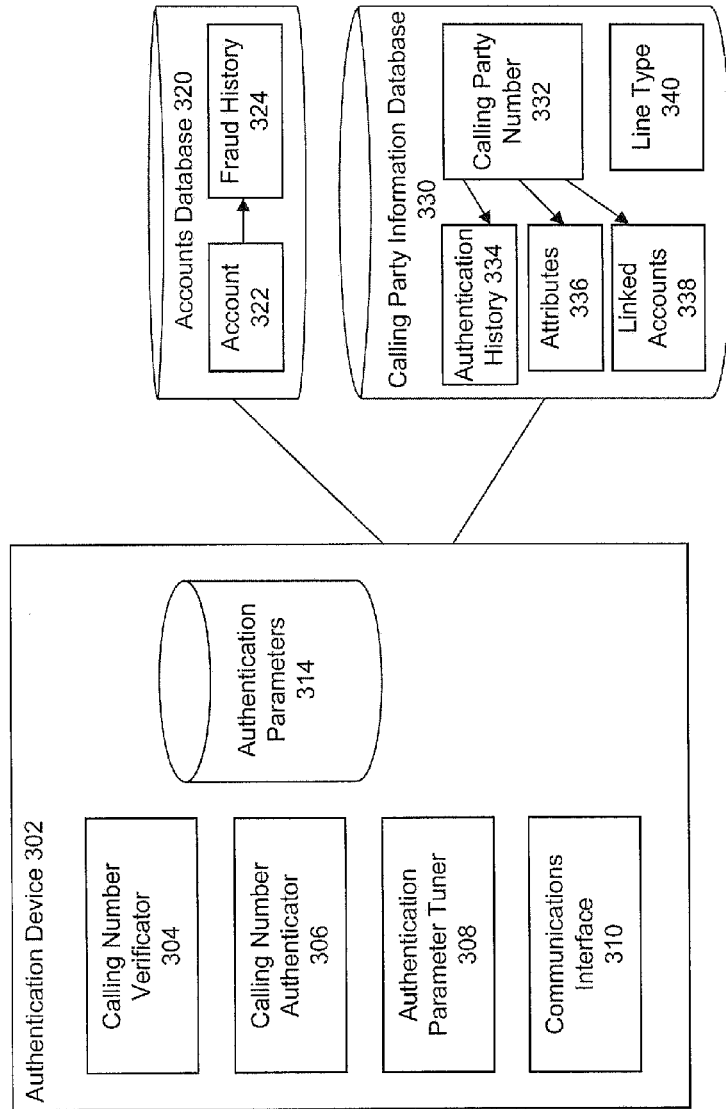 Authentication Device 302
Calling Number
Verificator
304
Calling Number
Authenticator
306
Authentication
Parameter Tuner
308
Communications
Interface
310
Authentication
Parameters
314
Accounts Database 320
Account
322
Fraud History
324
Calling Party Information Database
330
Authentication
History 334
Attributes
336
Linked
Accounts
338
Calling Party
Number
332
Line Type
340